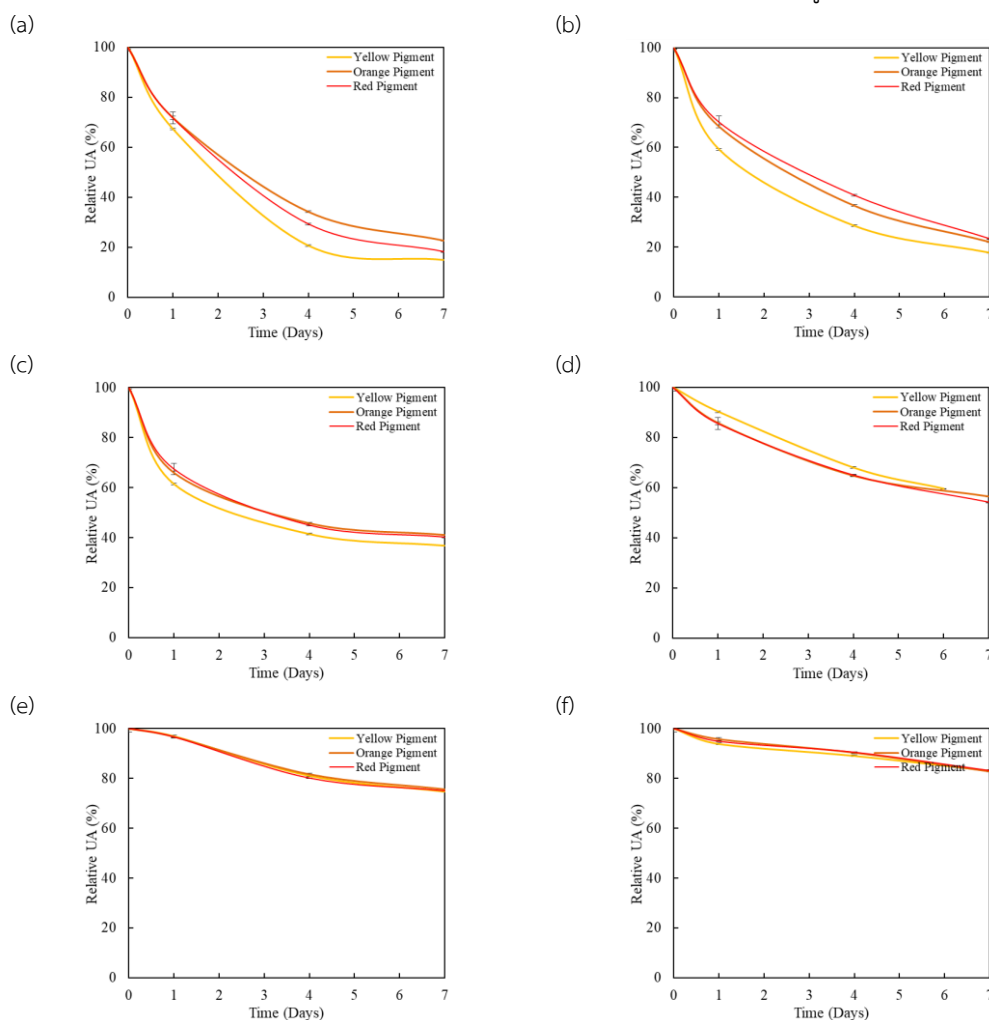 (a)
100
80
60
40
20
0
Relative UA (%)
Yellow Pigment
Orange Pigment
Red Pigment
0 1 2 3 4 5 6 7
Time (Days)
(b)
100
80
60
40
20
0
Relative UA (%)
Yellow Pigment
Orange Pigment
Red Pigment
0 1 2 3 4 5 6 7
Time (Days)
(c)
100
80
60
40
20
0
Relative UA (%)
Yellow Pigment
Orange Pigment
Red Pigment
0 1 2 3 4 5 6 7
Time (Days)
(d)
100
80
60
40
20
0
Relative UA (%)
Yellow Pigment
Orange Pigment
Red Pigment
0 1 2 3 4 5 6 7
Time (Days)
(e)
100
80
60
40
20
0
Relative UA (%)
Yellow Pigment
Orange Pigment
Red Pigment
0 1 2 3 4 5 6 7
Time (Days)
(f)
100
80
60
40
20
0
Relative UA (%)
Yellow Pigment
Orange Pigment
Red Pigment
0 1 2 3 4 5 6 7
Time (Days)